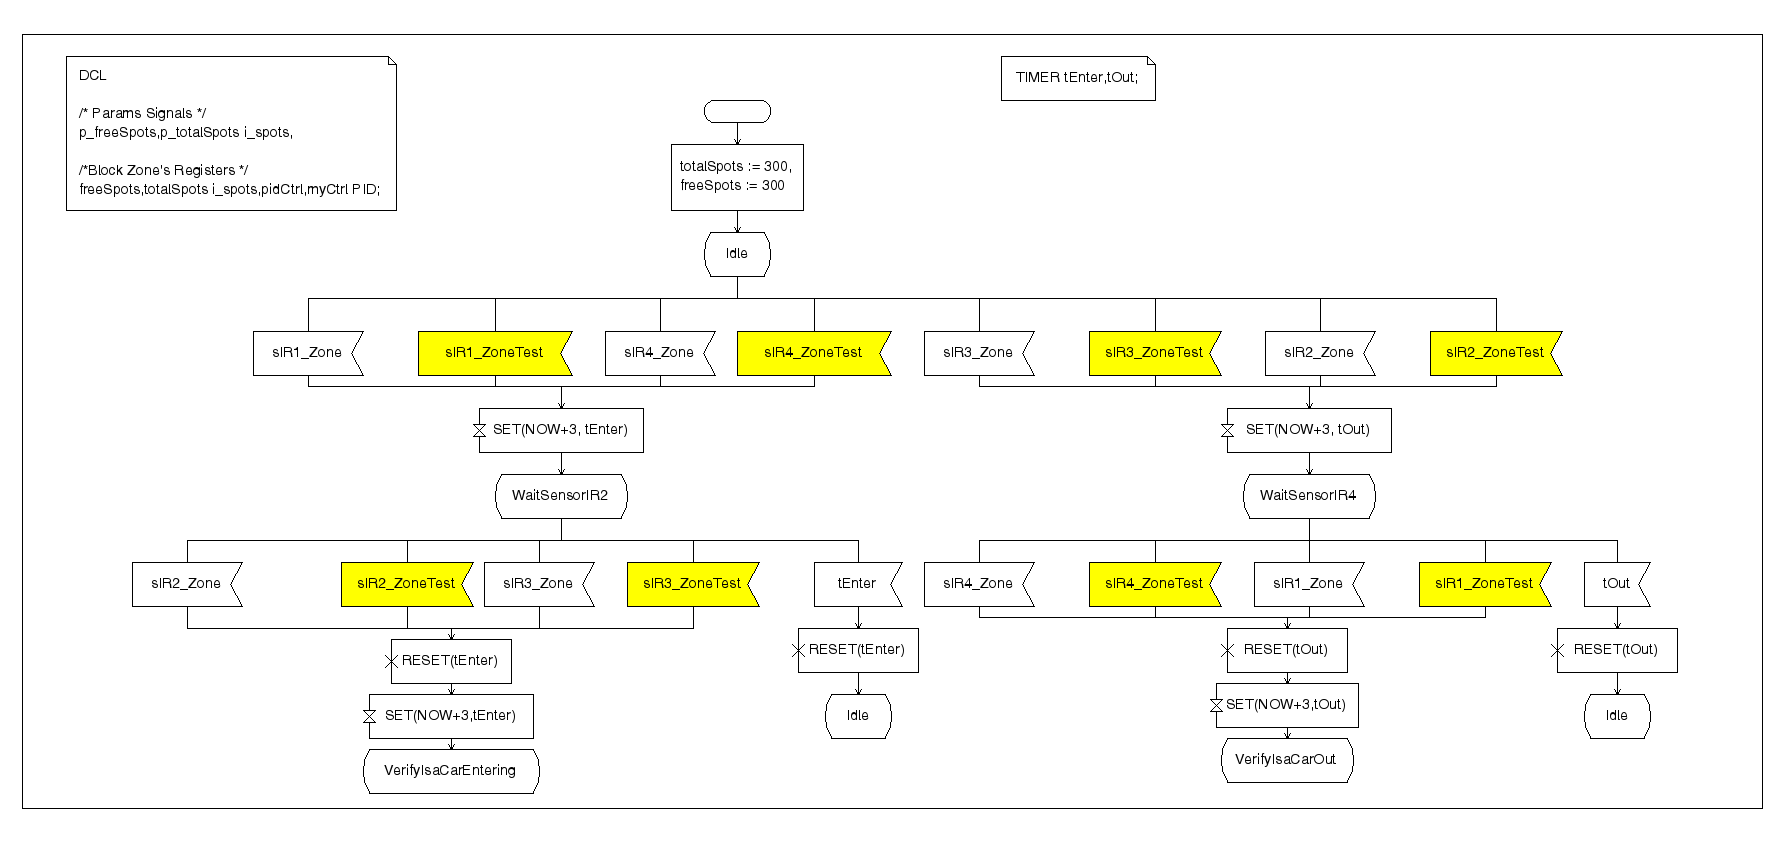 DCL
/* Params Signals */
p_freeSpots,p_totalSpots i_spots,
/*Block Zone's Registers */
freeSpots,totalSpots i_spots,pidCtrl,myCtrl PID;
TIMER tEnter,tOut;
totalSpots := 300,
freeSpots := 300
Idle
sIR1_Zone
sIR1_ZoneTest
sIR4_Zone
sIR4_ZoneTest
sIR3_Zone
sIR3_ZoneTest
sIR2_Zone
sIR2_ZoneTest
SET(NOW+3, tEnter)
SET(NOW+3, tOut)
WaitSensorIR2
WaitSensorIR4
sIR2_Zone
sIR2_ZoneTest
sIR3_Zone
sIR3_ZoneTest
tEnter
sIR4_Zone
sIR4_ZoneTest
sIR1_Zone
sIR1_ZoneTest
tOut
RESET(tEnter)
RESET(tEnter)
RESET(tOut)
RESET(tOut)
SET(NOW+3,tEnter)
Idle
SET(NOW+3,tOut)
Idle
VerifyIsaCarEntering
VerifyIsaCarOut